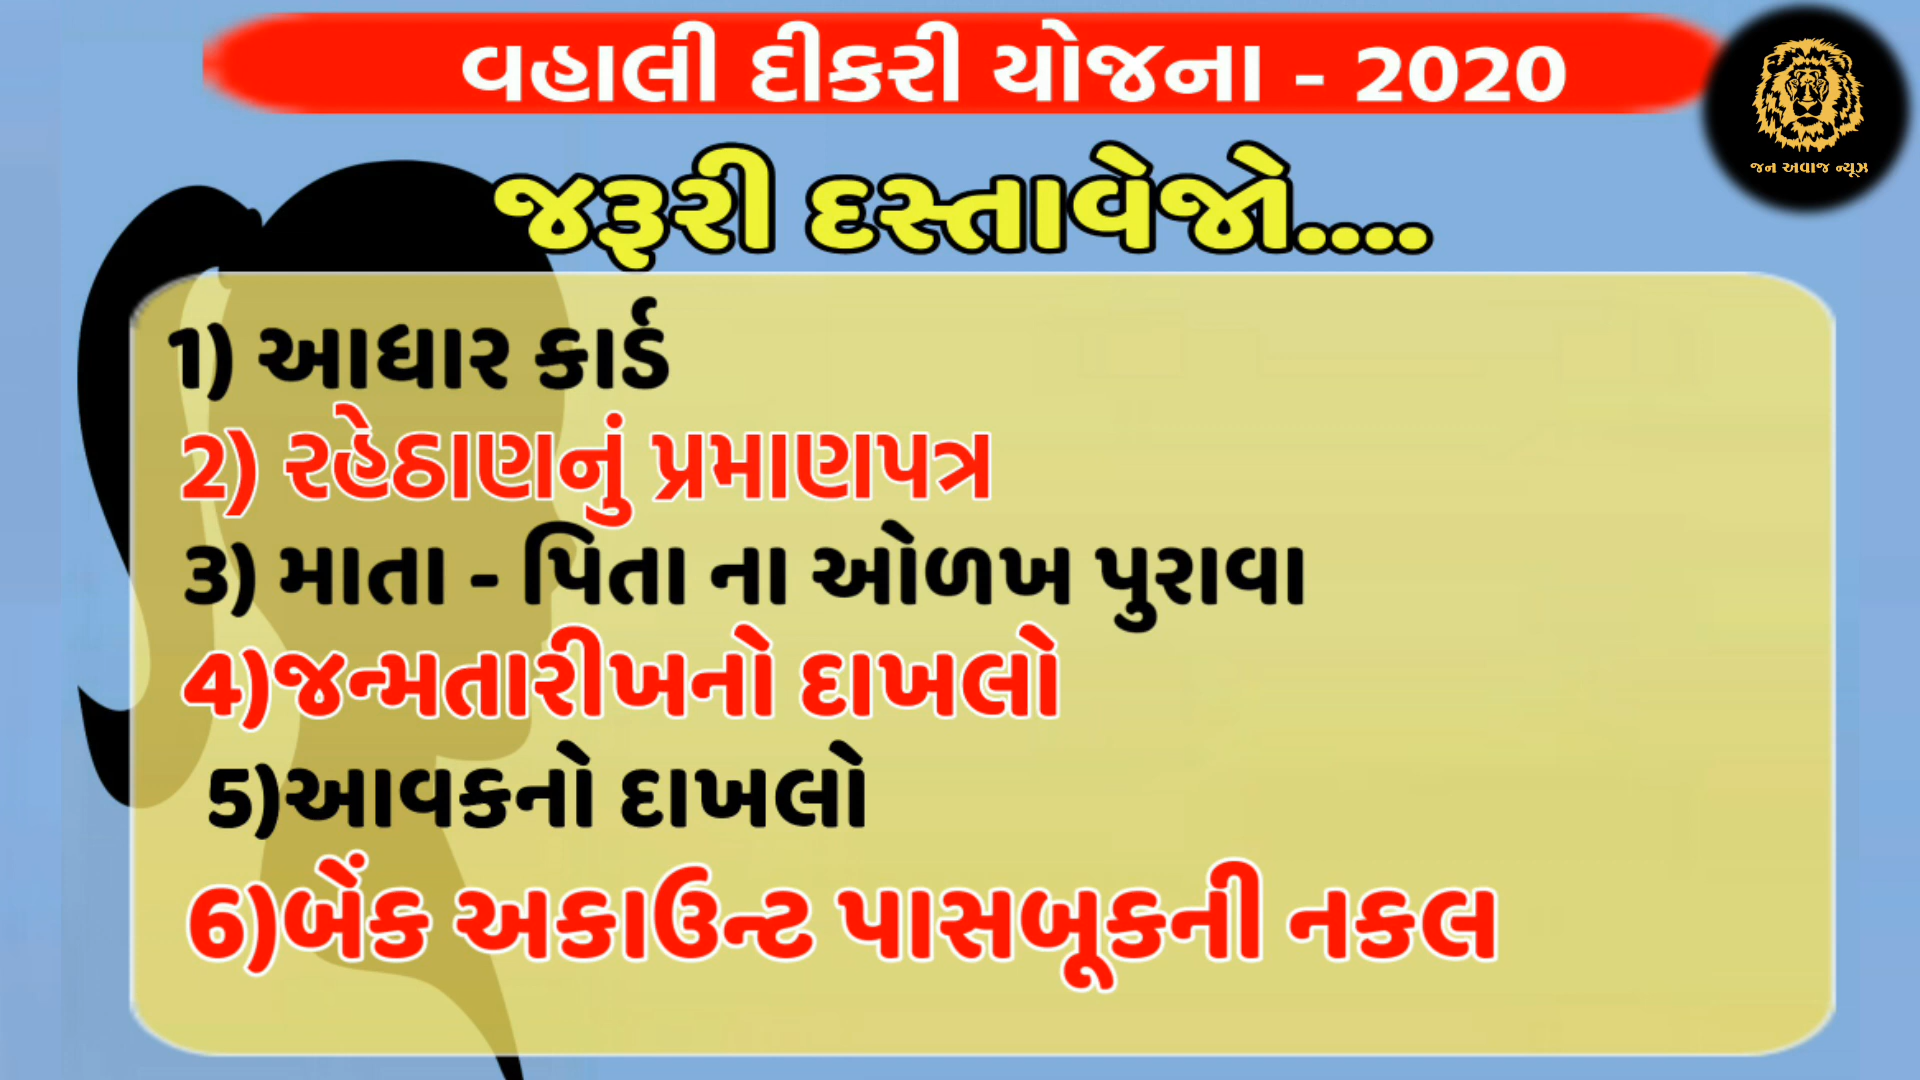 વહાલી દીકરી યોજના - 2020
જન અવાજ ન્યૂઝ
જરૂરી દસ્તાવેજો....
1) આધાર કાર્ડ
2) રહેઠાણનું પ્રમાણપત્ર
3) માતા - પિતા ના ઓળખ પુરાવા
4)જન્મતારીખનો દાખલો
5)આવકનો દાખલો
6)બેંક અકાઉન્ટ પાસબૂકની નકલ